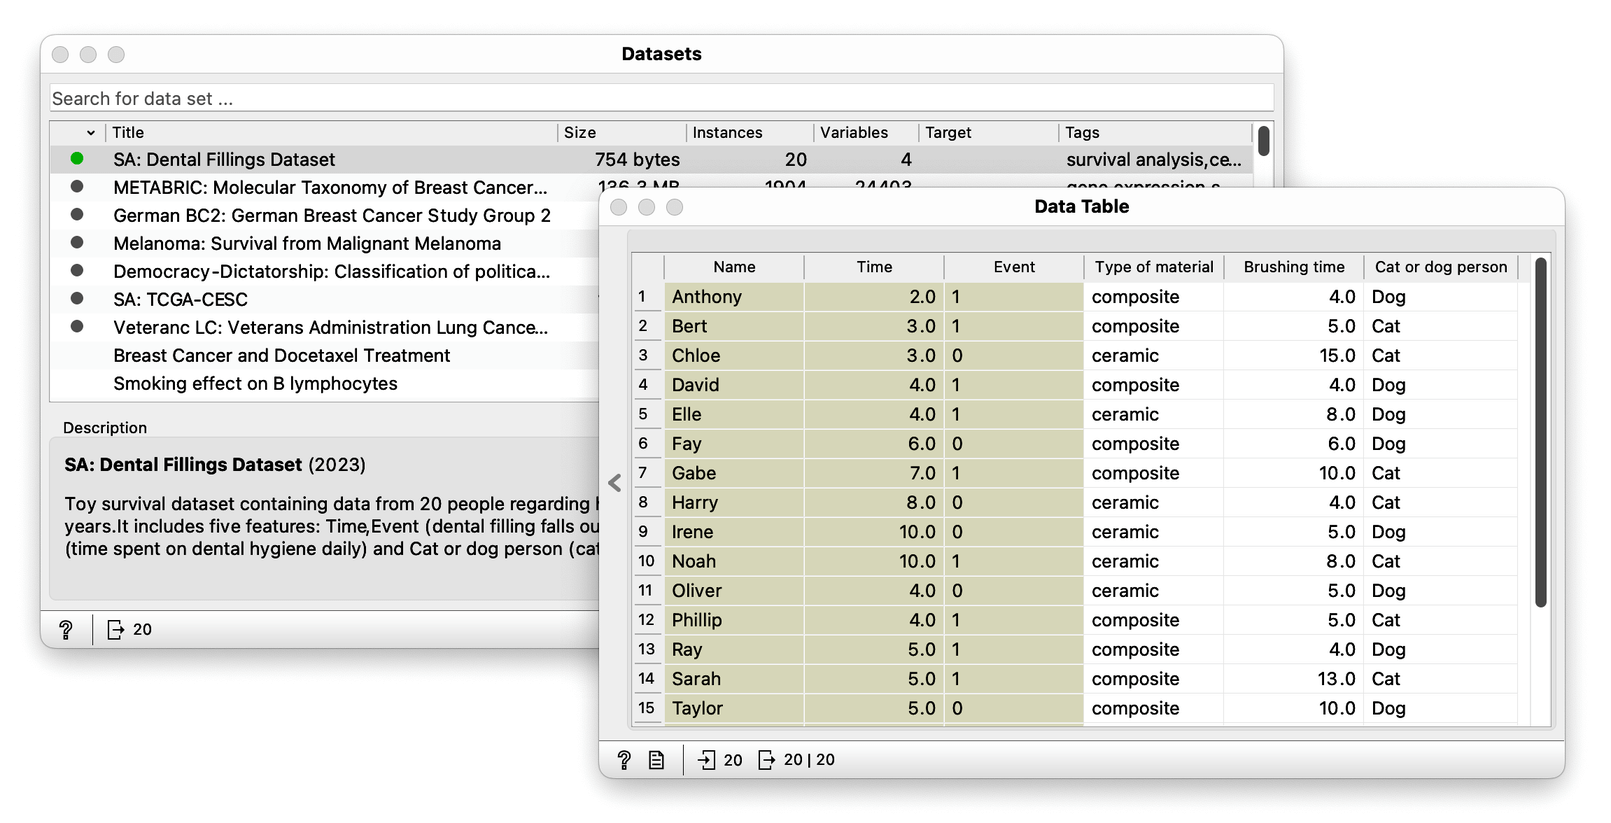 Datasets
Search for data set ...
Title Size Instances Variables Target Tags
SA: Dental Fillings Dataset 754 bytes 20 4 survival analysis,ce...
METABRIC: Molecular Taxonomy of Breast Cancer... 136.3 MB 1904 24403 gene expression
German BC2: German Breast Cancer Study Group 2
Melanoma: Survival from Malignant Melanoma
Democracy-Dictatorship: Classification of politica...
SA: TCGA-CESC
Veteranc LC: Veterans Administration Lung Cance...
Breast Cancer and Docetaxel Treatment
Smoking effect on B lymphocytes
Description
SA: Dental Fillings Dataset (2023)
Toy survival dataset containing data from 20 people regarding
years.It includes five features: Time,Event (dental filling falls ou
(time spent on dental hygiene daily) and Cat or dog person (cat
? 20
Data Table
Name Time Event Type of material Brushing time Cat or dog person
1 Anthony 2.0 1 composite 4.0 Dog
2 Bert 3.0 1 composite 5.0 Cat
3 Chloe 3.0 0 ceramic 15.0 Cat
4 David 4.0 1 composite 4.0 Dog
5 Elle 4.0 1 ceramic 8.0 Dog
6 Fay 6.0 0 composite 6.0 Dog
7 Gabe 7.0 1 composite 10.0 Cat
8 Harry 8.0 0 ceramic 4.0 Cat
9 Irene 10.0 0 ceramic 5.0 Dog
10 Noah 10.0 1 ceramic 8.0 Cat
11 Oliver 4.0 0 ceramic 5.0 Dog
12 Phillip 4.0 1 composite 5.0 Cat
13 Ray 5.0 1 composite 4.0 Dog
14 Sarah 5.0 1 composite 13.0 Cat
15 Taylor 5.0 0 composite 10.0 Dog
? 20 20 | 20